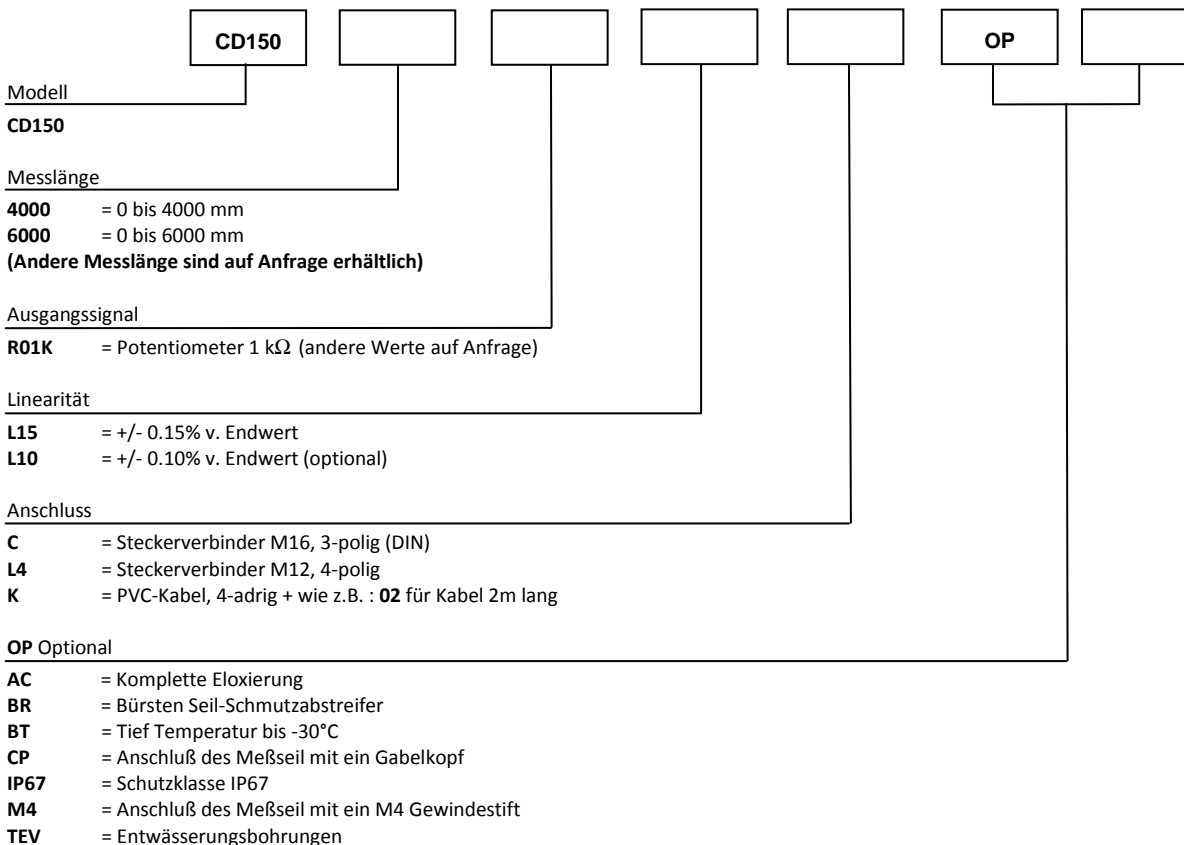 CD150 OP
Modell
CD150
Messlänge
4000 = 0 bis 4000 mm
6000 = 0 bis 6000 mm
(Andere Messlänge sind auf Anfrage erhältlich)
Ausgangssignal
R01K = Potentiometer 1 kΩ (andere Werte auf Anfrage)
Linearität
L15 = +/- 0.15% v. Endwert
L10 = +/- 0.10% v. Endwert (optional)
Anschluss
C = Steckerverbinder M16, 3-polig (DIN)
L4 = Steckerverbinder M12, 4-polig
K = PVC-Kabel, 4-adrig + wie z.B. : 02 für Kabel 2m lang
OP Optional
AC = Komplette Eloxierung
BR = Bürsten Seil-Schmutzabstreifer
BT = Tief Temperatur bis -30°C
CP = Anschluß des Meßseil mit ein Gabelkopf
IP67 = Schutzklasse IP67
M4 = Anschluß des Meßseil mit ein M4 Gewindestift
TEV = Entwässerungsbohrungen